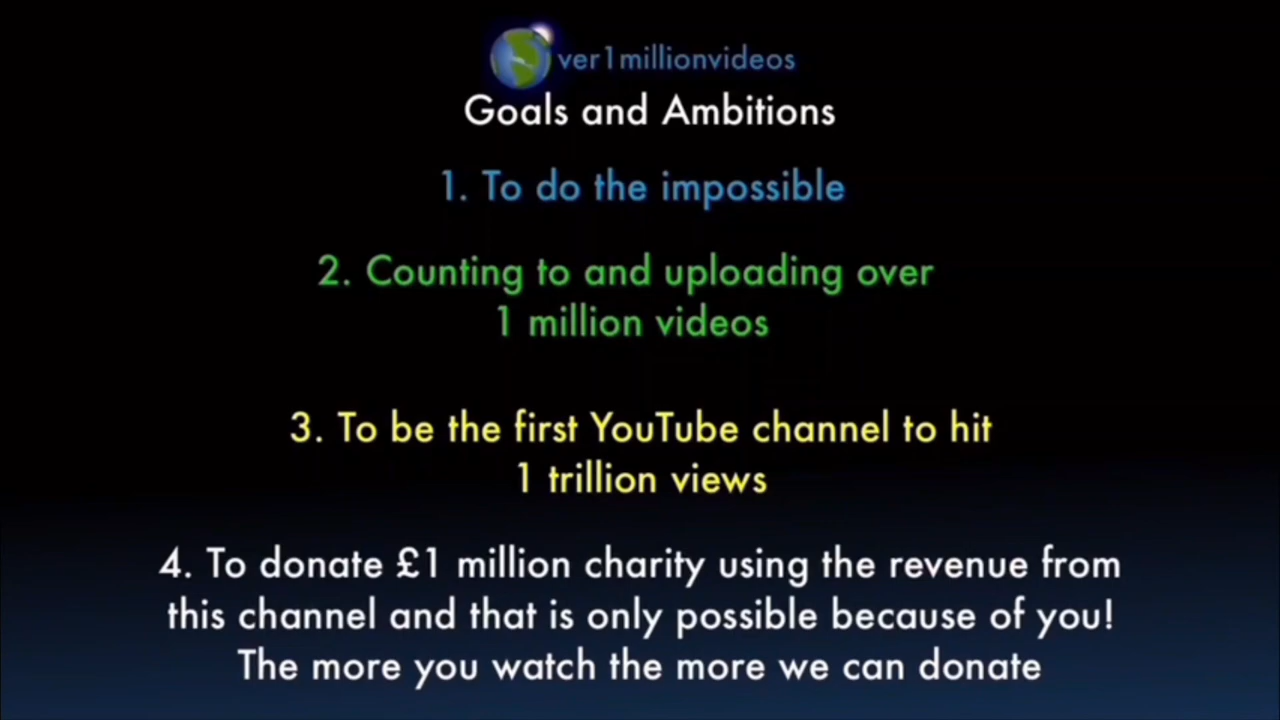 ver1millionvideos
Goals and Ambitions
1. To do the impossible
2. Counting to and uploading over
1 million videos
3. To be the first YouTube channel to hit
1 trillion views
4. To donate £1 million charity using the revenue from
this channel and that is only possible because of you!
The more you watch the more we can donate